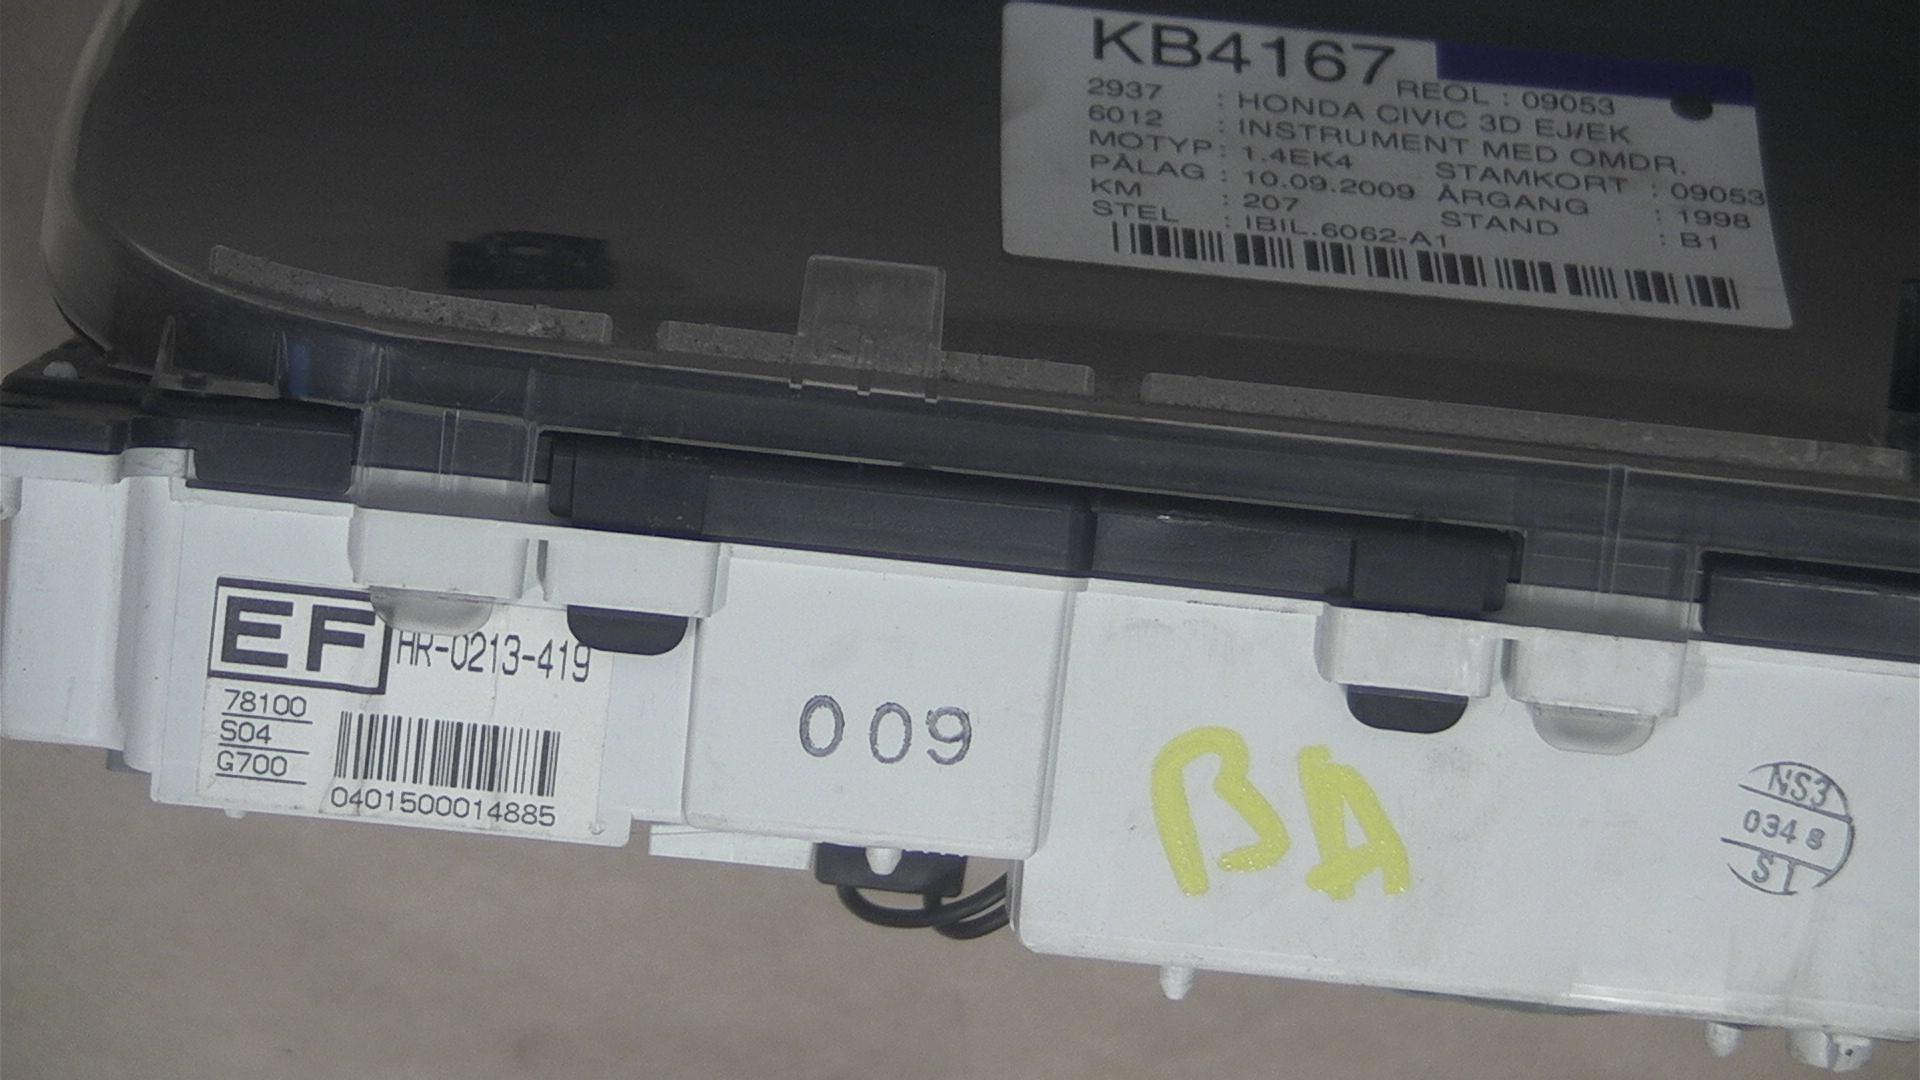 KB4167
REOL : 09053
2937 : HONDA CIVIC 3D EJ/EK
6012 : INSTRUMENT MED OMDR.
MOTYP : 1.4EK4 STAMKORT : 09053
PÅLAG : 10.09.2009 ÅRGANG : 1998
KM : 207 STAND : B1
STEL : IBIL.6062-A1
EF HR-0213-419
78100
S04
G700
0401500014885
009
BA
NS3
0348
S1